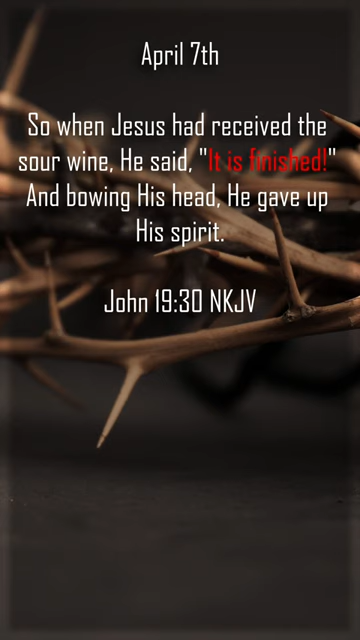 April 7th
So when Jesus had received the
sour wine, He said, "It is finished!"
And bowing His head, He gave up
His spirit.
John 19:30 NKJV